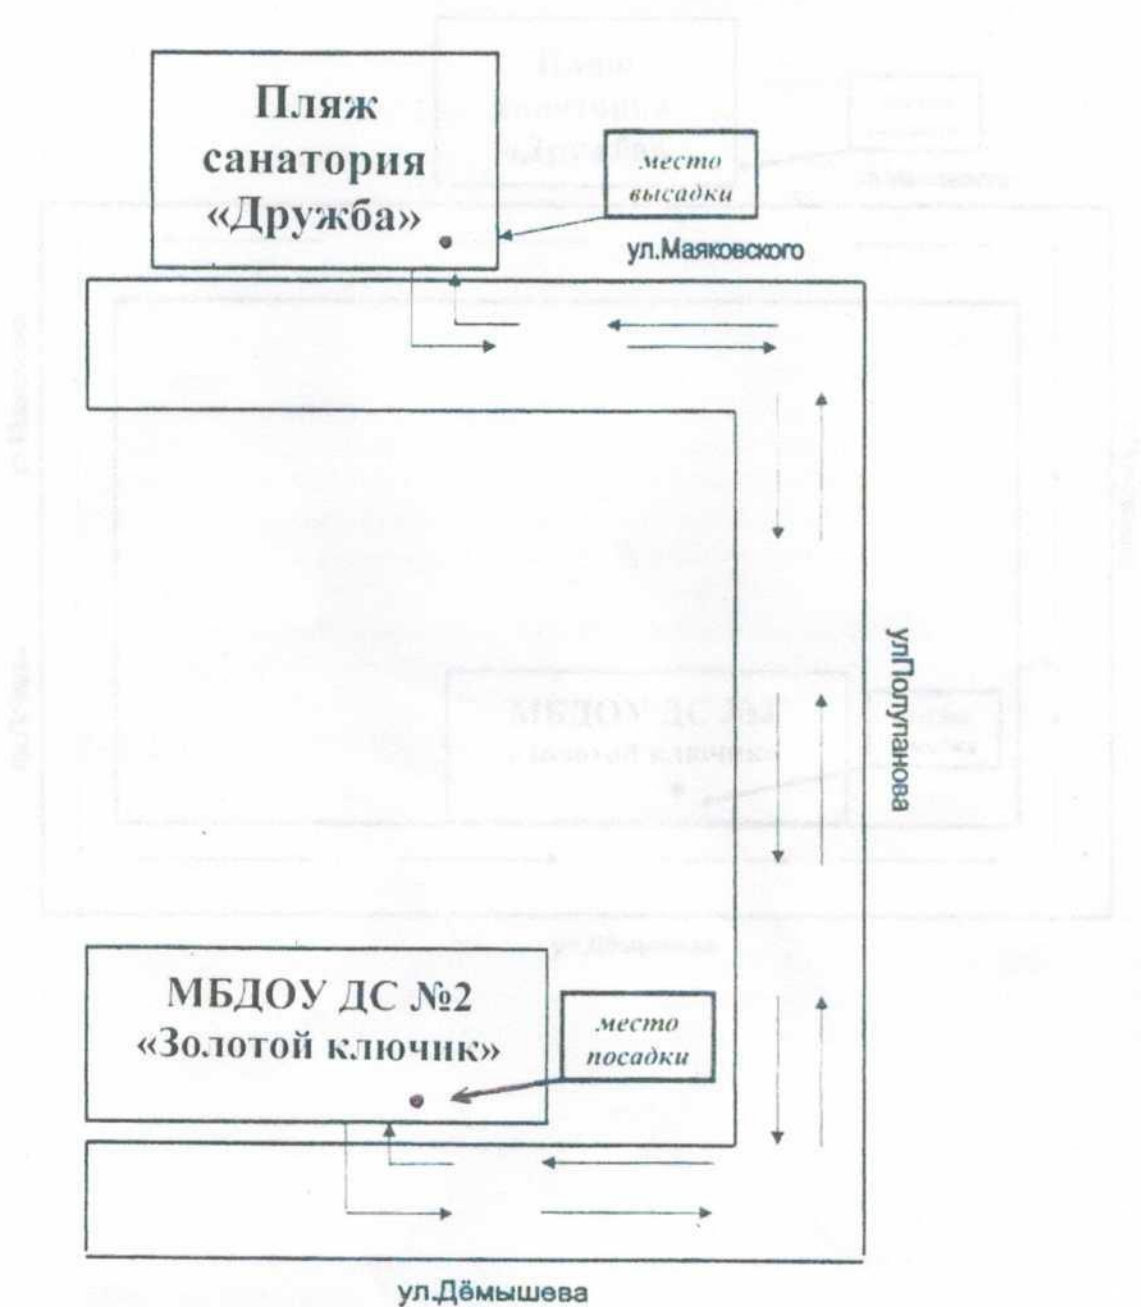 Пляж
санатория
«Дружба»
место
высадки
ул.Маяковского
улПолупанова
МБДОУ ДС №2
«Золотой ключик»
место
посадки
ул.Дёмышева